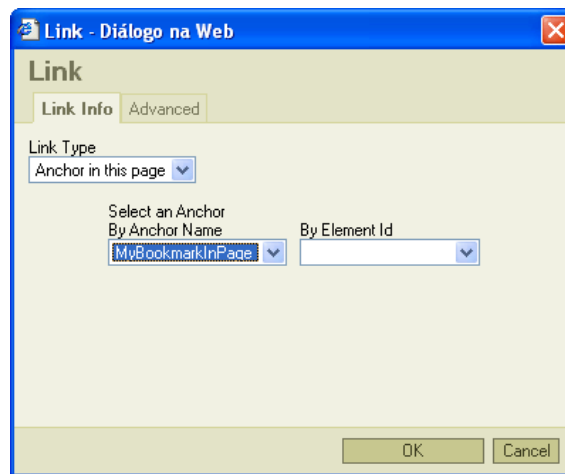 Link - Diálogo na Web
Link
Link Info Advanced
Link Type
Anchor in this page
Select an Anchor
By Anchor Name By Element Id
MyBookmarkInPage
OK Cancel